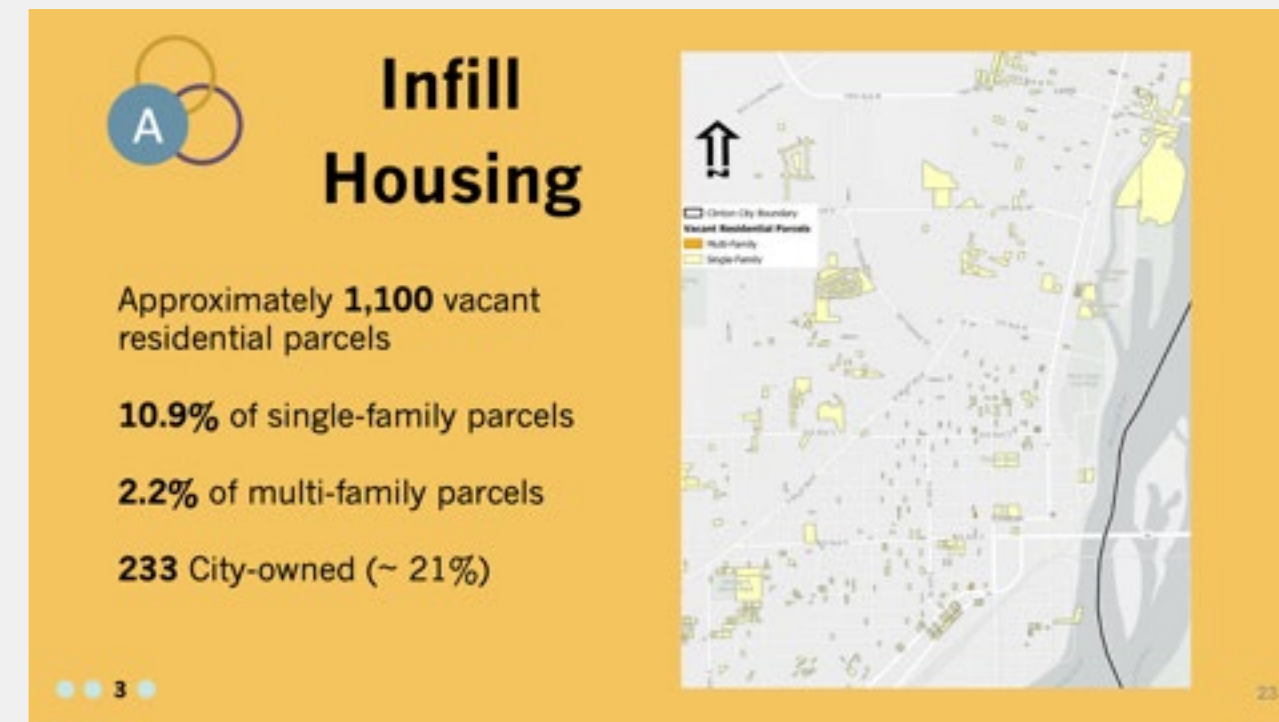 A
Infill
Housing
Approximately 1,100 vacant
residential parcels
10.9% of single-family parcels
2.2% of multi-family parcels
233 City-owned (~ 21%)
N
Clinton City Boundary
Vacant Residential Parcels
Multi-Family
Single-Family
3
23